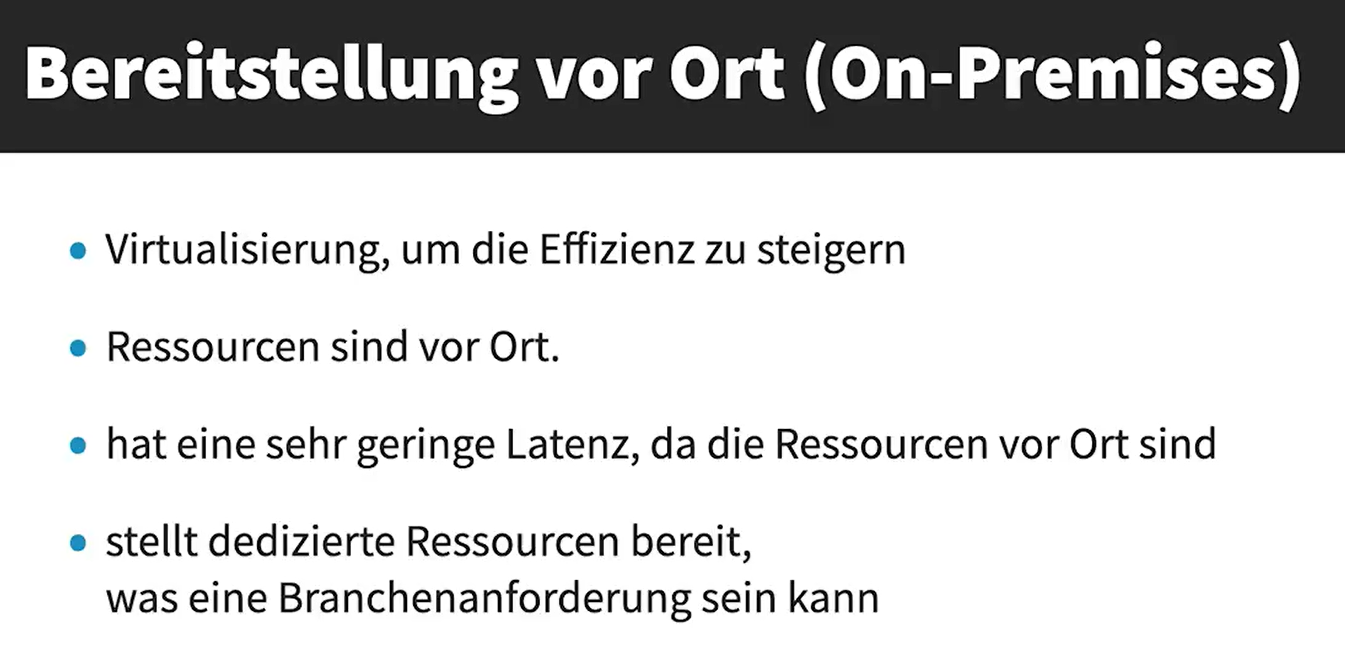 Bereitstellung vor Ort (On-Premises)
• Virtualisierung, um die Effizienz zu steigern
• Ressourcen sind vor Ort.
• hat eine sehr geringe Latenz, da die Ressourcen vor Ort sind
• stellt dedizierte Ressourcen bereit,
was eine Branchenanforderung sein kann